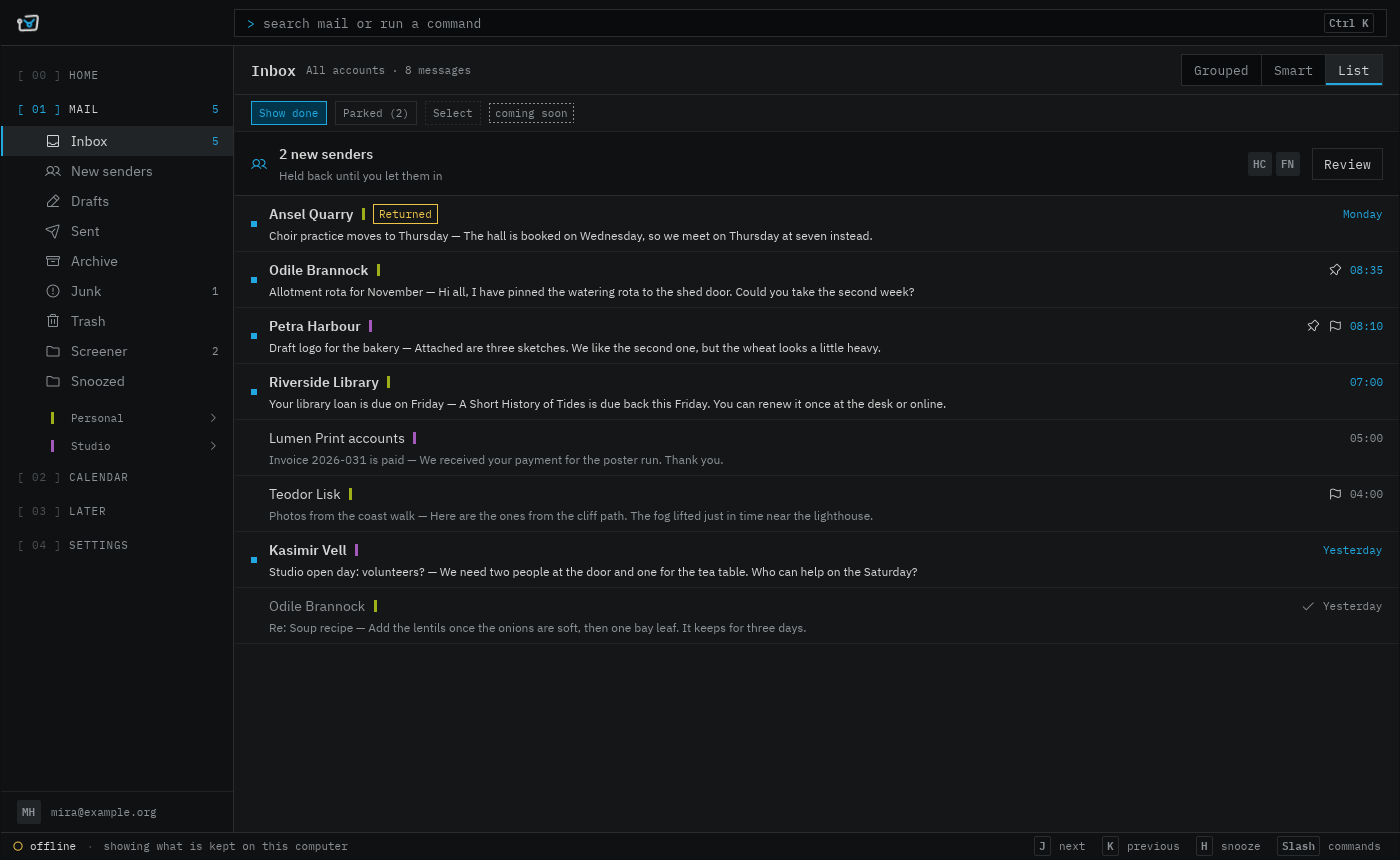 > search mail or run a command Ctrl K
[ 00 ] HOME
[ 01 ] MAIL 5
Inbox 5
New senders
Drafts
Sent
Archive
Junk 1
Trash
Screener 2
Snoozed
Personal
Studio
[ 02 ] CALENDAR
[ 03 ] LATER
[ 04 ] SETTINGS
MH mira@example.org
Inbox All accounts · 8 messages
Grouped Smart List
Show done Parked (2) Select coming soon
2 new senders
Held back until you let them in
HC FN Review
Ansel Quarry Returned Monday
Choir practice moves to Thursday — The hall is booked on Wednesday, so we meet on Thursday at seven instead.
Odile Brannock 08:35
Allotment rota for November — Hi all, I have pinned the watering rota to the shed door. Could you take the second week?
Petra Harbour 08:10
Draft logo for the bakery — Attached are three sketches. We like the second one, but the wheat looks a little heavy.
Riverside Library 07:00
Your library loan is due on Friday — A Short History of Tides is due back this Friday. You can renew it once at the desk or online.
Lumen Print accounts 05:00
Invoice 2026-031 is paid — We received your payment for the poster run. Thank you.
Teodor Lisk 04:00
Photos from the coast walk — Here are the ones from the cliff path. The fog lifted just in time near the lighthouse.
Kasimir Vell Yesterday
Studio open day: volunteers? — We need two people at the door and one for the tea table. Who can help on the Saturday?
Odile Brannock Yesterday
Re: Soup recipe — Add the lentils once the onions are soft, then one bay leaf. It keeps for three days.
offline · showing what is kept on this computer
J next K previous H snooze Slash commands